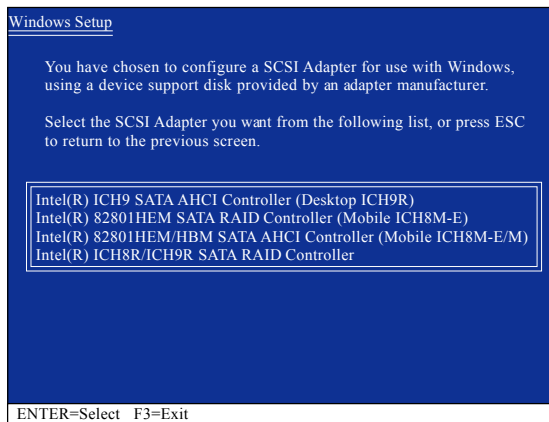 Windows Setup
You have chosen to configure a SCSI Adapter for use with Windows,
using a device support disk provided by an adapter manufacturer.
Select the SCSI Adapter you want from the following list, or press ESC
to return to the previous screen.
Intel(R) ICH9 SATA AHCI Controller (Desktop ICH9R)
Intel(R) 82801HEM SATA RAID Controller (Mobile ICH8M-E)
Intel(R) 82801HEM/HBM SATA AHCI Controller (Mobile ICH8M-E/M)
Intel(R) ICH8R/ICH9R SATA RAID Controller
ENTER=Select F3=Exit